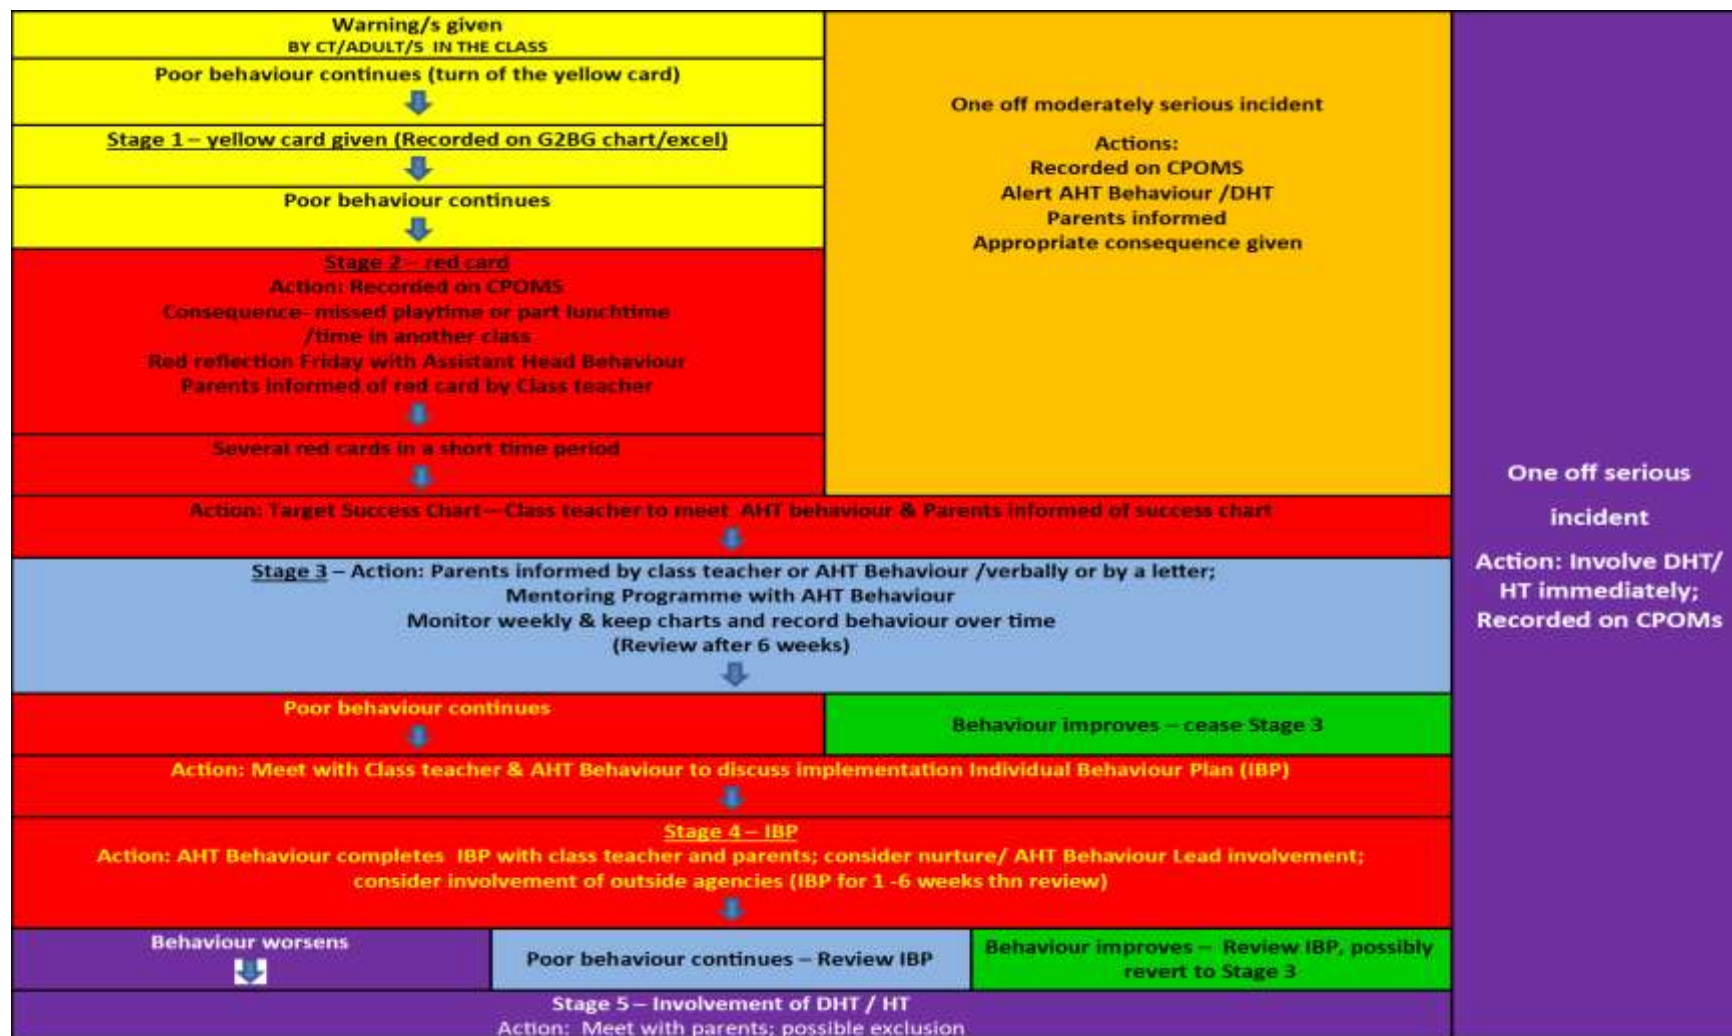 Warning/s given
BY CT/ADULT/S IN THE CLASS
Poor behaviour continues (turn of the yellow card)
Stage 1 – yellow card given (Recorded on G2BG chart/excel)
Poor behaviour continues
Stage 2 – red card
Action: Recorded on CPOMS
Consequence- missed playtime or part lunchtime
/time in another class
Red reflection Friday with Assistant Head Behaviour
Parents informed of red card by Class teacher
Several red cards in a short time period
One off moderately serious incident
Actions:
Recorded on CPOMS
Alert AHT Behaviour /DHT
Parents informed
Appropriate consequence given
Action: Target Success Chart – Class teacher to meet AHT behaviour & Parents informed of success chart
Stage 3 – Action: Parents informed by class teacher or AHT Behaviour /verbally or by a letter;
Mentoring Programme with AHT Behaviour
Monitor weekly & keep charts and record behaviour over time
(Review after 6 weeks)
Poor behaviour continues
Behaviour improves – cease Stage 3
Action: Meet with Class teacher & AHT Behaviour to discuss implementation Individual Behaviour Plan (IBP)
Stage 4 – IBP
Action: AHT Behaviour completes IBP with class teacher and parents; consider nurture/ AHT Behaviour Lead involvement;
consider involvement of outside agencies (IBP for 1 -6 weeks thn review)
Behaviour worsens
Poor behaviour continues – Review IBP
Behaviour improves – Review IBP, possibly
revert to Stage 3
Stage 5 – Involvement of DHT / HT
Action: Meet with parents; possible exclusion
One off serious
incident
Action: Involve DHT/
HT immediately;
Recorded on CPOMs